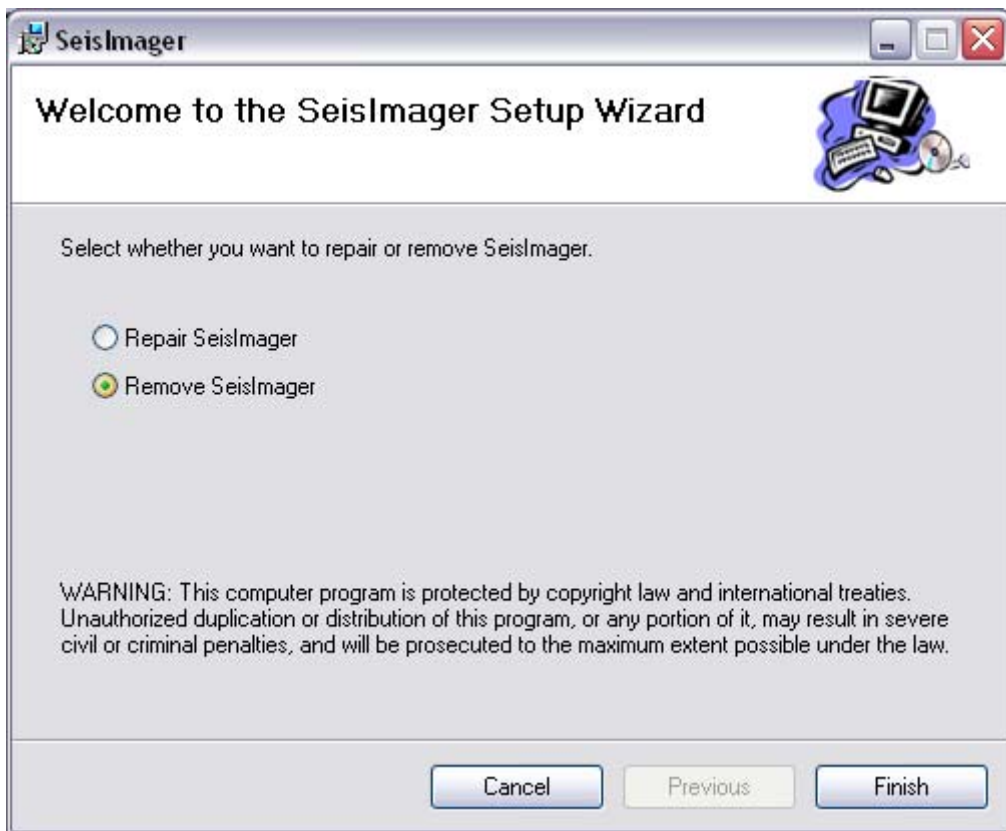 SeisImager
Welcome to the SeisImager Setup Wizard
Select whether you want to repair or remove SeisImager.
Repair SeisImager
Remove SeisImager
WARNING: This computer program is protected by copyright law and international treaties.
Unauthorized duplication or distribution of this program, or any portion of it, may result in severe
civil or criminal penalties, and will be prosecuted to the maximum extent possible under the law.
Cancel
Previous
Finish